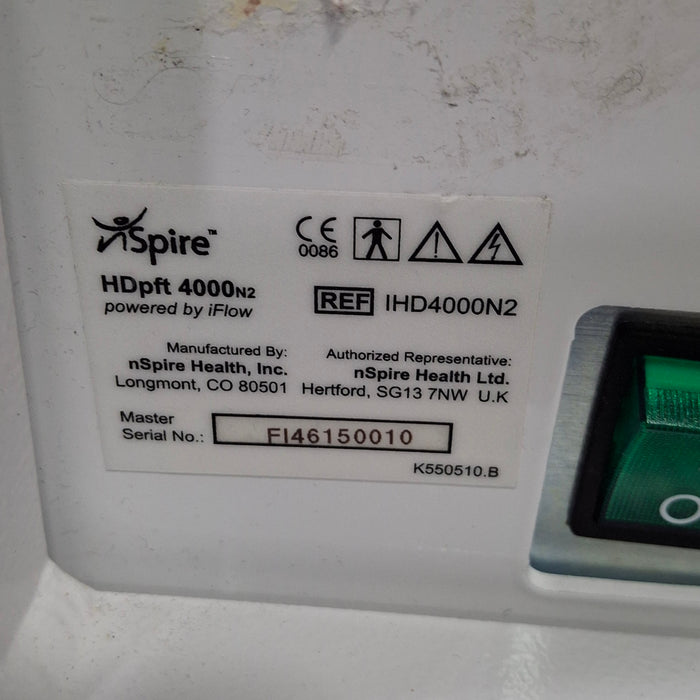 nSpire™
CE
0086
HDpft 4000N2
powered by iFlow
REF IHD4000N2
Manufactured By:
nSpire Health, Inc.
Longmont, CO 80501
Authorized Representative:
nSpire Health Ltd.
Hertford, SG13 7NW U.K
Master
Serial No.: FI46150010
K550510.B